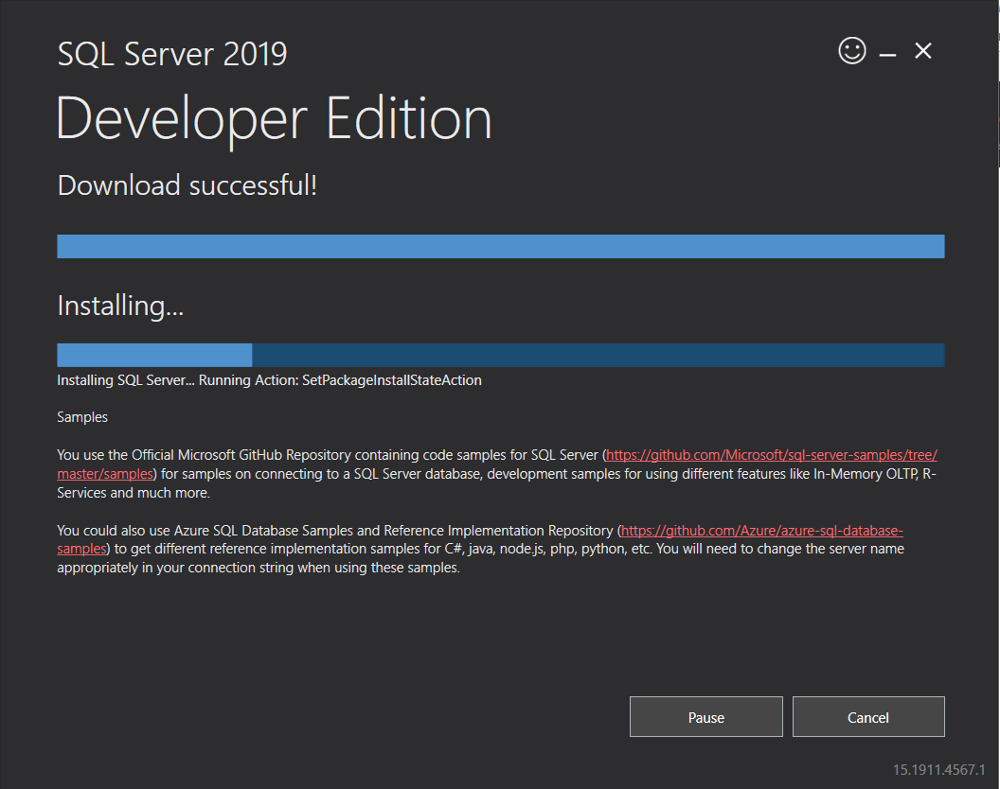 SQL Server 2019
Developer Edition
Download successful!
Installing...
Installing SQL Server... Running Action: SetPackageInstallStateAction
Samples
You use the Official Microsoft GitHub Repository containing code samples for SQL Server (https://github.com/Microsoft/sql-server-samples/tree/
master/samples) for samples on connecting to a SQL Server database, development samples for using different features like In-Memory OLTP, R-
Services and much more.
You could also use Azure SQL Database Samples and Reference Implementation Repository (https://github.com/Azure/azure-sql-database-
samples) to get different reference implementation samples for C#, java, node.js, php, python, etc. You will need to change the server name
appropriately in your connection string when using these samples.
Pause Cancel
15.1911.4567.1